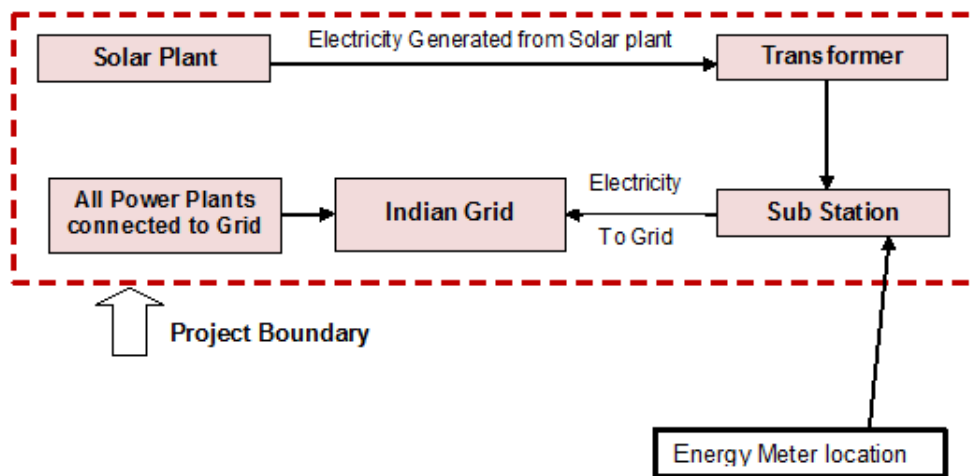 Solar Plant
Electricity Generated from Solar plant
Transformer
All Power Plants
connected to Grid
Indian Grid
Electricity
To Grid
Sub Station
Project Boundary
Energy Meter location